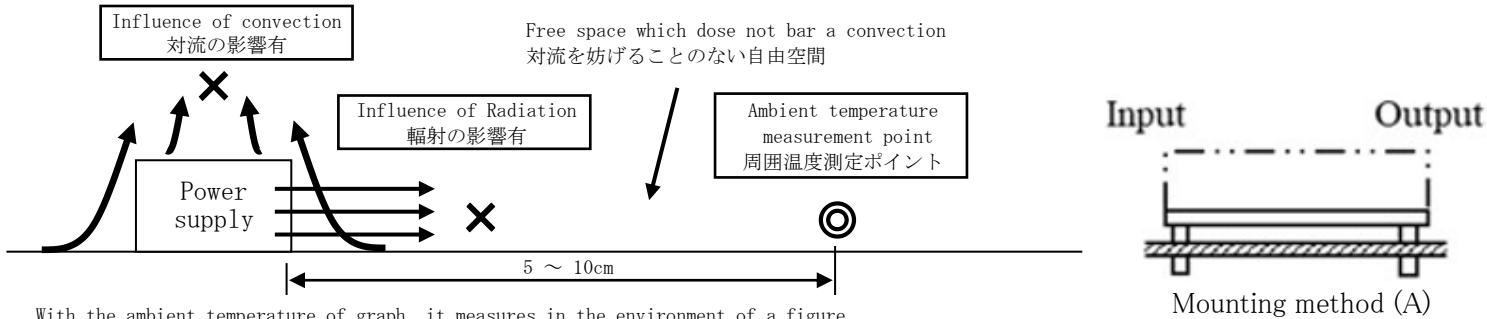 Influence of convection
対流の影響有
Free space which dose not bar a convection
対流を妨げることのない自由空間
Influence of Radiation
輻射の影響有
Ambient temperature
measurement point
周囲温度測定ポイント
Input
Output
Power
supply
5 ～ 10cm
Mounting method (A)
With the ambient temperature of graph, it measures in the environment of a figure